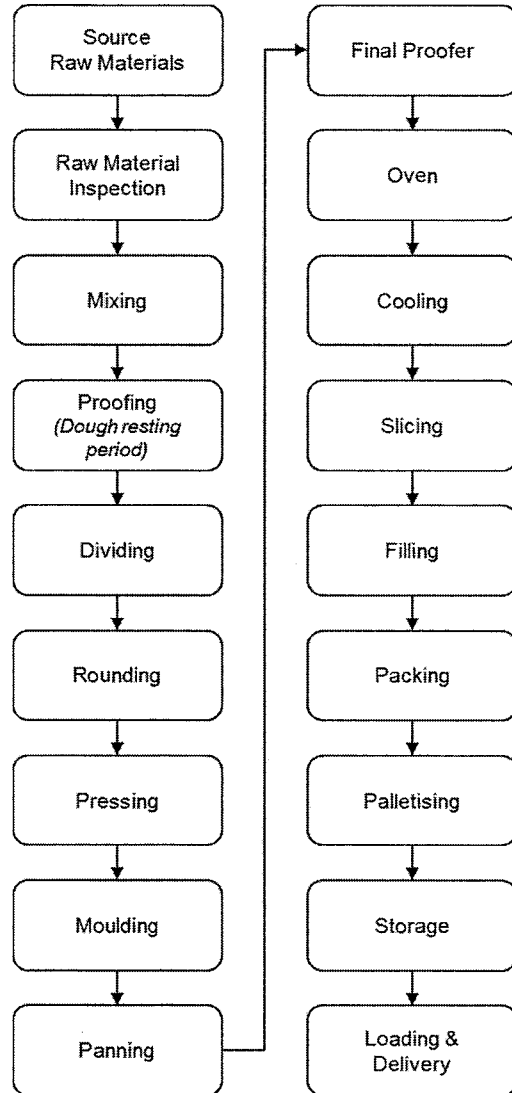 Source
Raw Materials
Raw Material
Inspection
Mixing
Proofing
(Dough resting
period)
Dividing
Rounding
Pressing
Moulding
Panning
Final Proofer
Oven
Cooling
Slicing
Filling
Packing
Palletising
Storage
Loading &
Delivery